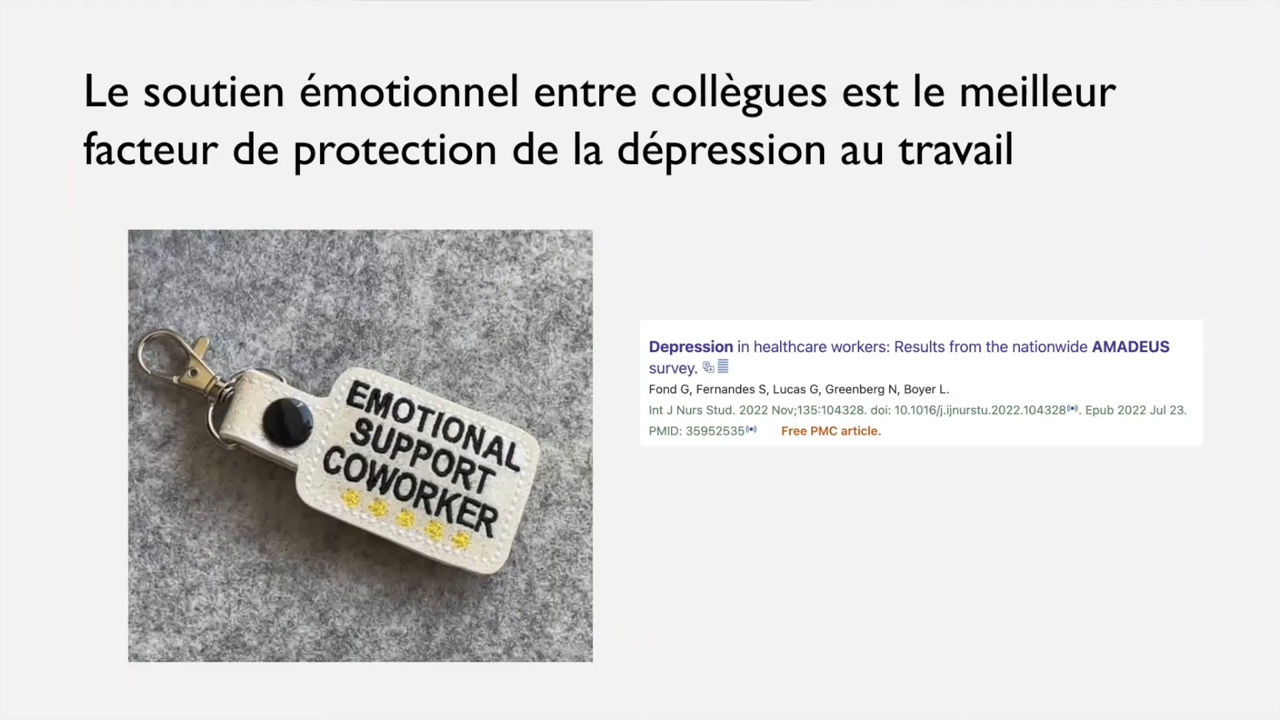 Le soutien émotionnel entre collègues est le meilleur
facteur de protection de la dépression au travail
EMOTIONAL
SUPPORT
COWORKER
Depression in healthcare workers: Results from the nationwide AMADEUS
survey.
Fond G, Fernandes S, Lucas G, Greenberg N, Boyer L.
Int J Nurs Stud. 2022 Nov;135:104328. doi: 10.1016/j.ijnurstu.2022.104328. Epub 2022 Jul 23.
PMID: 35952535 Free PMC article.